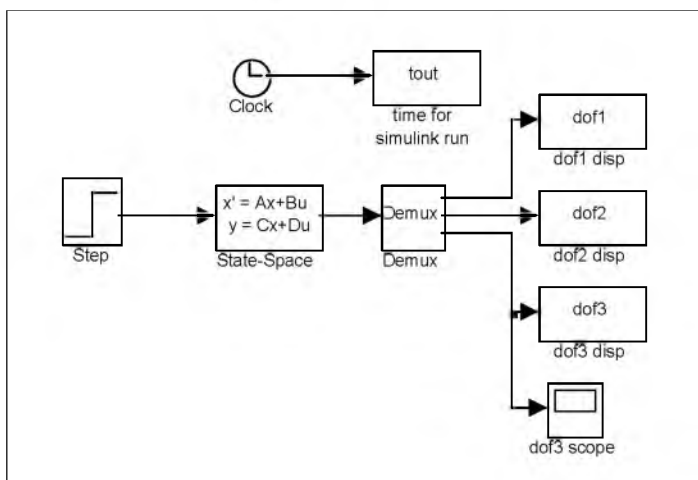 tout
Clock
time for
simulink run
dof1
dof1 disp
x' = Ax+Bu
y = Cx+Du
Demux
dof2
Step
State-Space
Demux
dof2 disp
dof3
dof3 disp
dof3 scope